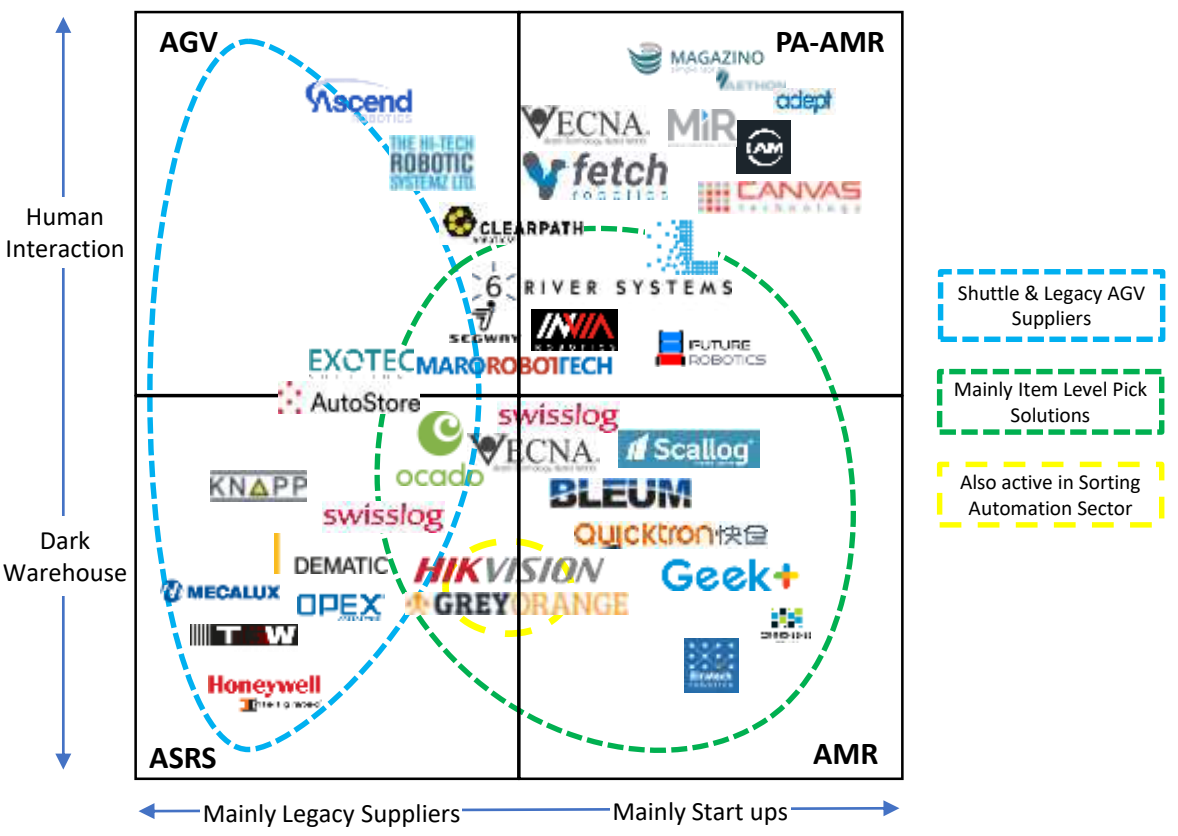 AGV
PA-AMR
MAGAZINO
AETHON
adept
Ascend
ROBOTICS
VECNA.
MiR
IAM
THE HI-TECH
ROBOTIC
SYSTEMZ LTD.
fetch
robotics
CANVAS
technology
CLEARPATH
Human
Interaction
6 RIVER SYSTEMS
SEGWAY
INVIA
ROBOTICS
FUTURE
ROBOTICS
EXOTEC
SOLUTIONS
MAROROBOTTECH
AutoStore
swisslog
ocado
VECNA.
Scallog
KNAPP
BLEUM
swisslog
Quicktron快仓
Dark
Warehouse
DEMATIC
HIKVISION
Geek+
MECALUX
OPEX
GREYORANGE
Honeywell
Intelligrated
ASRS
AMR
Mainly Legacy Suppliers
Mainly Start ups
Shuttle & Legacy AGV
Suppliers
Mainly Item Level Pick
Solutions
Also active in Sorting
Automation Sector